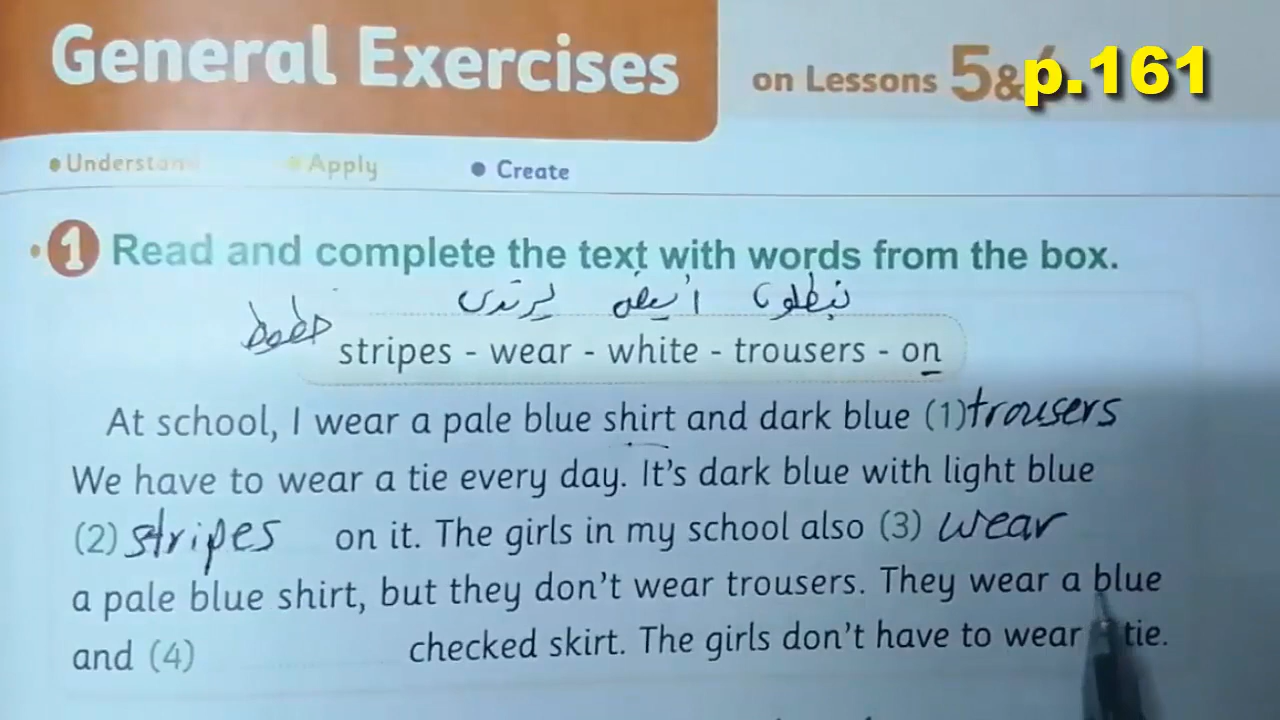 General Exercises
on Lessons 5&
p.161
Understand Apply Create
1 Read and complete the text with words from the box.
خطوط يرتدى أبيض بنطلون
stripes - wear - white - trousers - on
At school, I wear a pale blue shirt and dark blue (1) trousers
We have to wear a tie every day. It's dark blue with light blue
(2) stripes on it. The girls in my school also (3) wear
a pale blue shirt, but they don't wear trousers. They wear a blue
and (4) checked skirt. The girls don't have to wear tie.